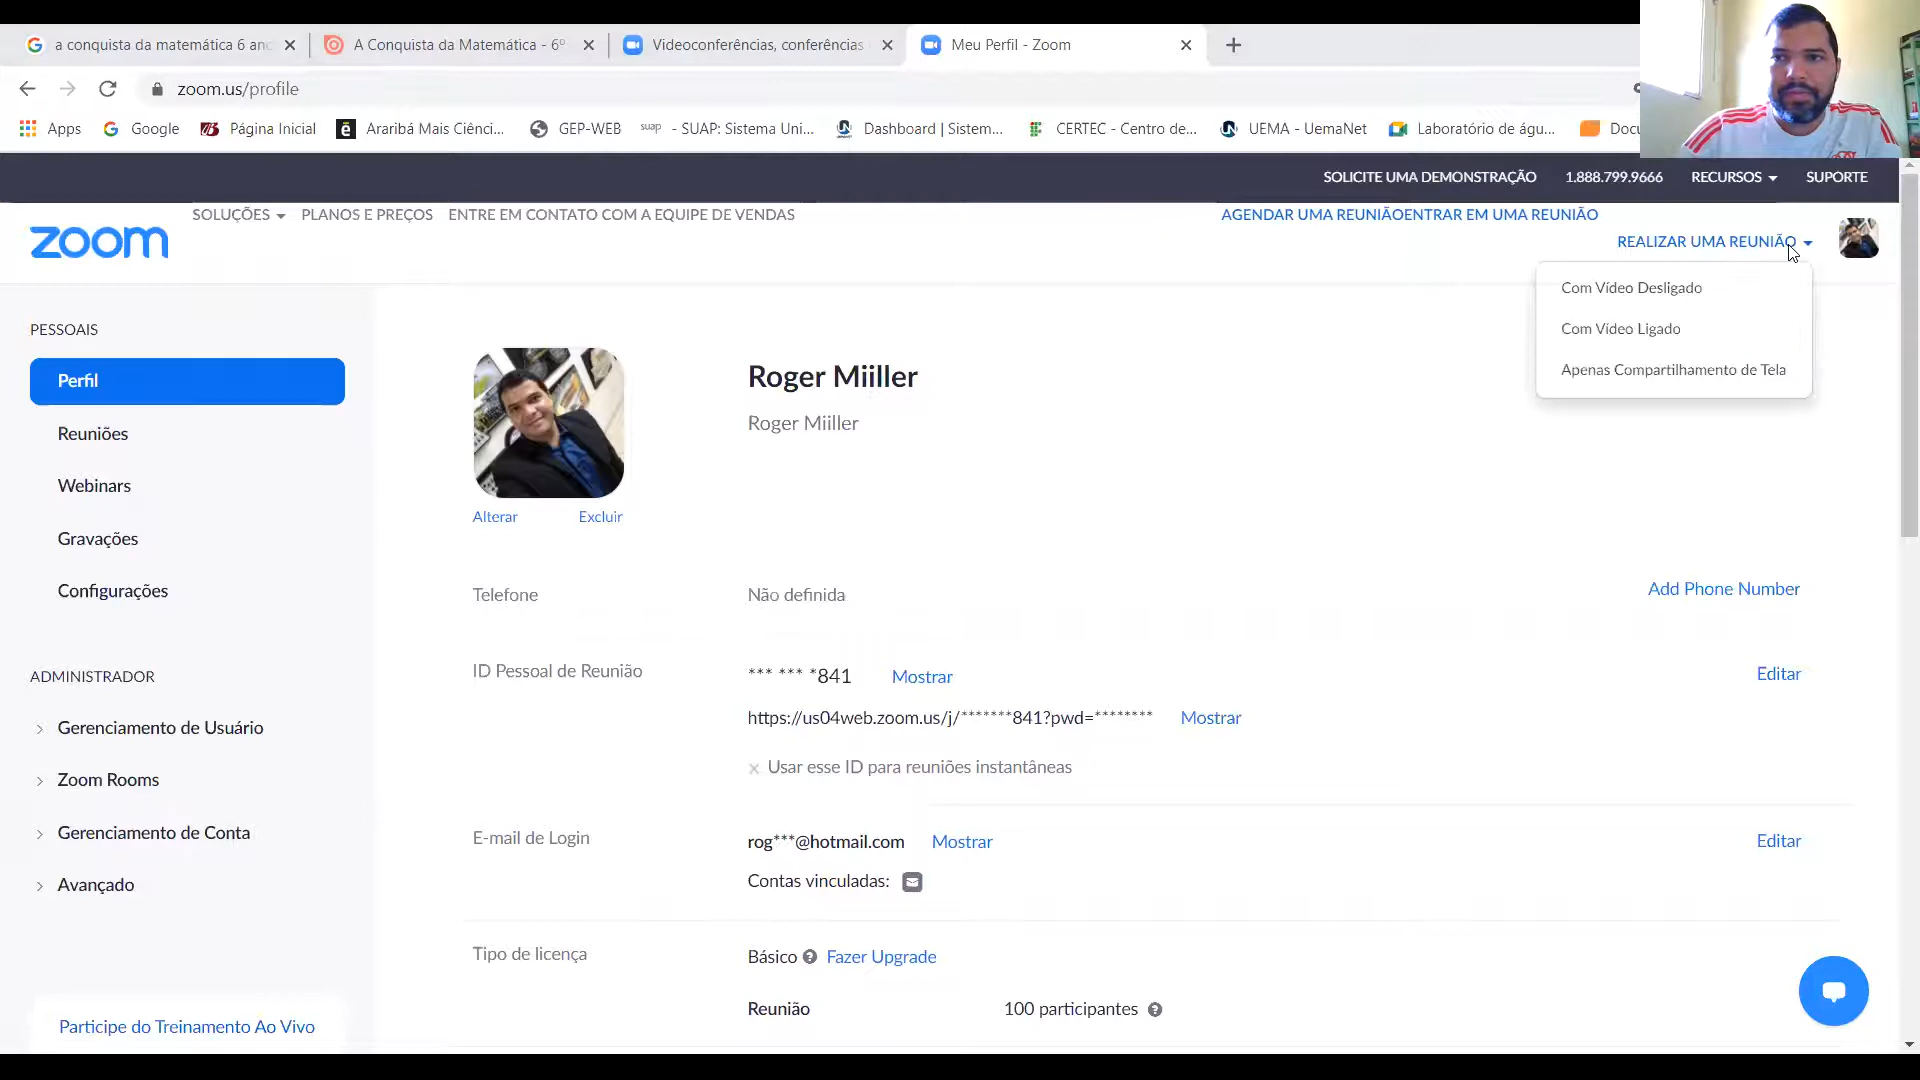 a conquista da matemática 6 ano
A Conquista da Matemática - 6º
Videoconferências, conferências
Meu Perfil - Zoom
zoom.us/profile
Apps
Google
Página Inicial
Araribá Mais Ciênci...
GEP-WEB
suap - SUAP: Sistema Uni...
Dashboard | Sistem...
CERTEC - Centro de...
UEMA - UemaNet
Laboratório de águ...
SOLICITE UMA DEMONSTRAÇÃO
1.888.799.9666
RECURSOS
SUPORTE
zoom
SOLUÇÕES
PLANOS E PREÇOS
ENTRE EM CONTATO COM A EQUIPE DE VENDAS
AGENDAR UMA REUNIÃO
ENTRAR EM UMA REUNIÃO
REALIZAR UMA REUNIÃO
Com Vídeo Desligado
Com Vídeo Ligado
Apenas Compartilhamento de Tela
PESSOAIS
Perfil
Reuniões
Webinars
Gravações
Configurações
ADMINISTRADOR
Gerenciamento de Usuário
Zoom Rooms
Gerenciamento de Conta
Avançado
Participe do Treinamento Ao Vivo
Roger Miiller
Roger Miiller
Alterar
Excluir
Telefone
Não definida
Add Phone Number
ID Pessoal de Reunião
*** *** *841
Mostrar
Editar
https://us04web.zoom.us/j/*******841?pwd=********
Mostrar
Usar esse ID para reuniões instantâneas
E-mail de Login
rog***@hotmail.com
Mostrar
Editar
Contas vinculadas:
Tipo de licença
Básico
Fazer Upgrade
Reunião
100 participantes